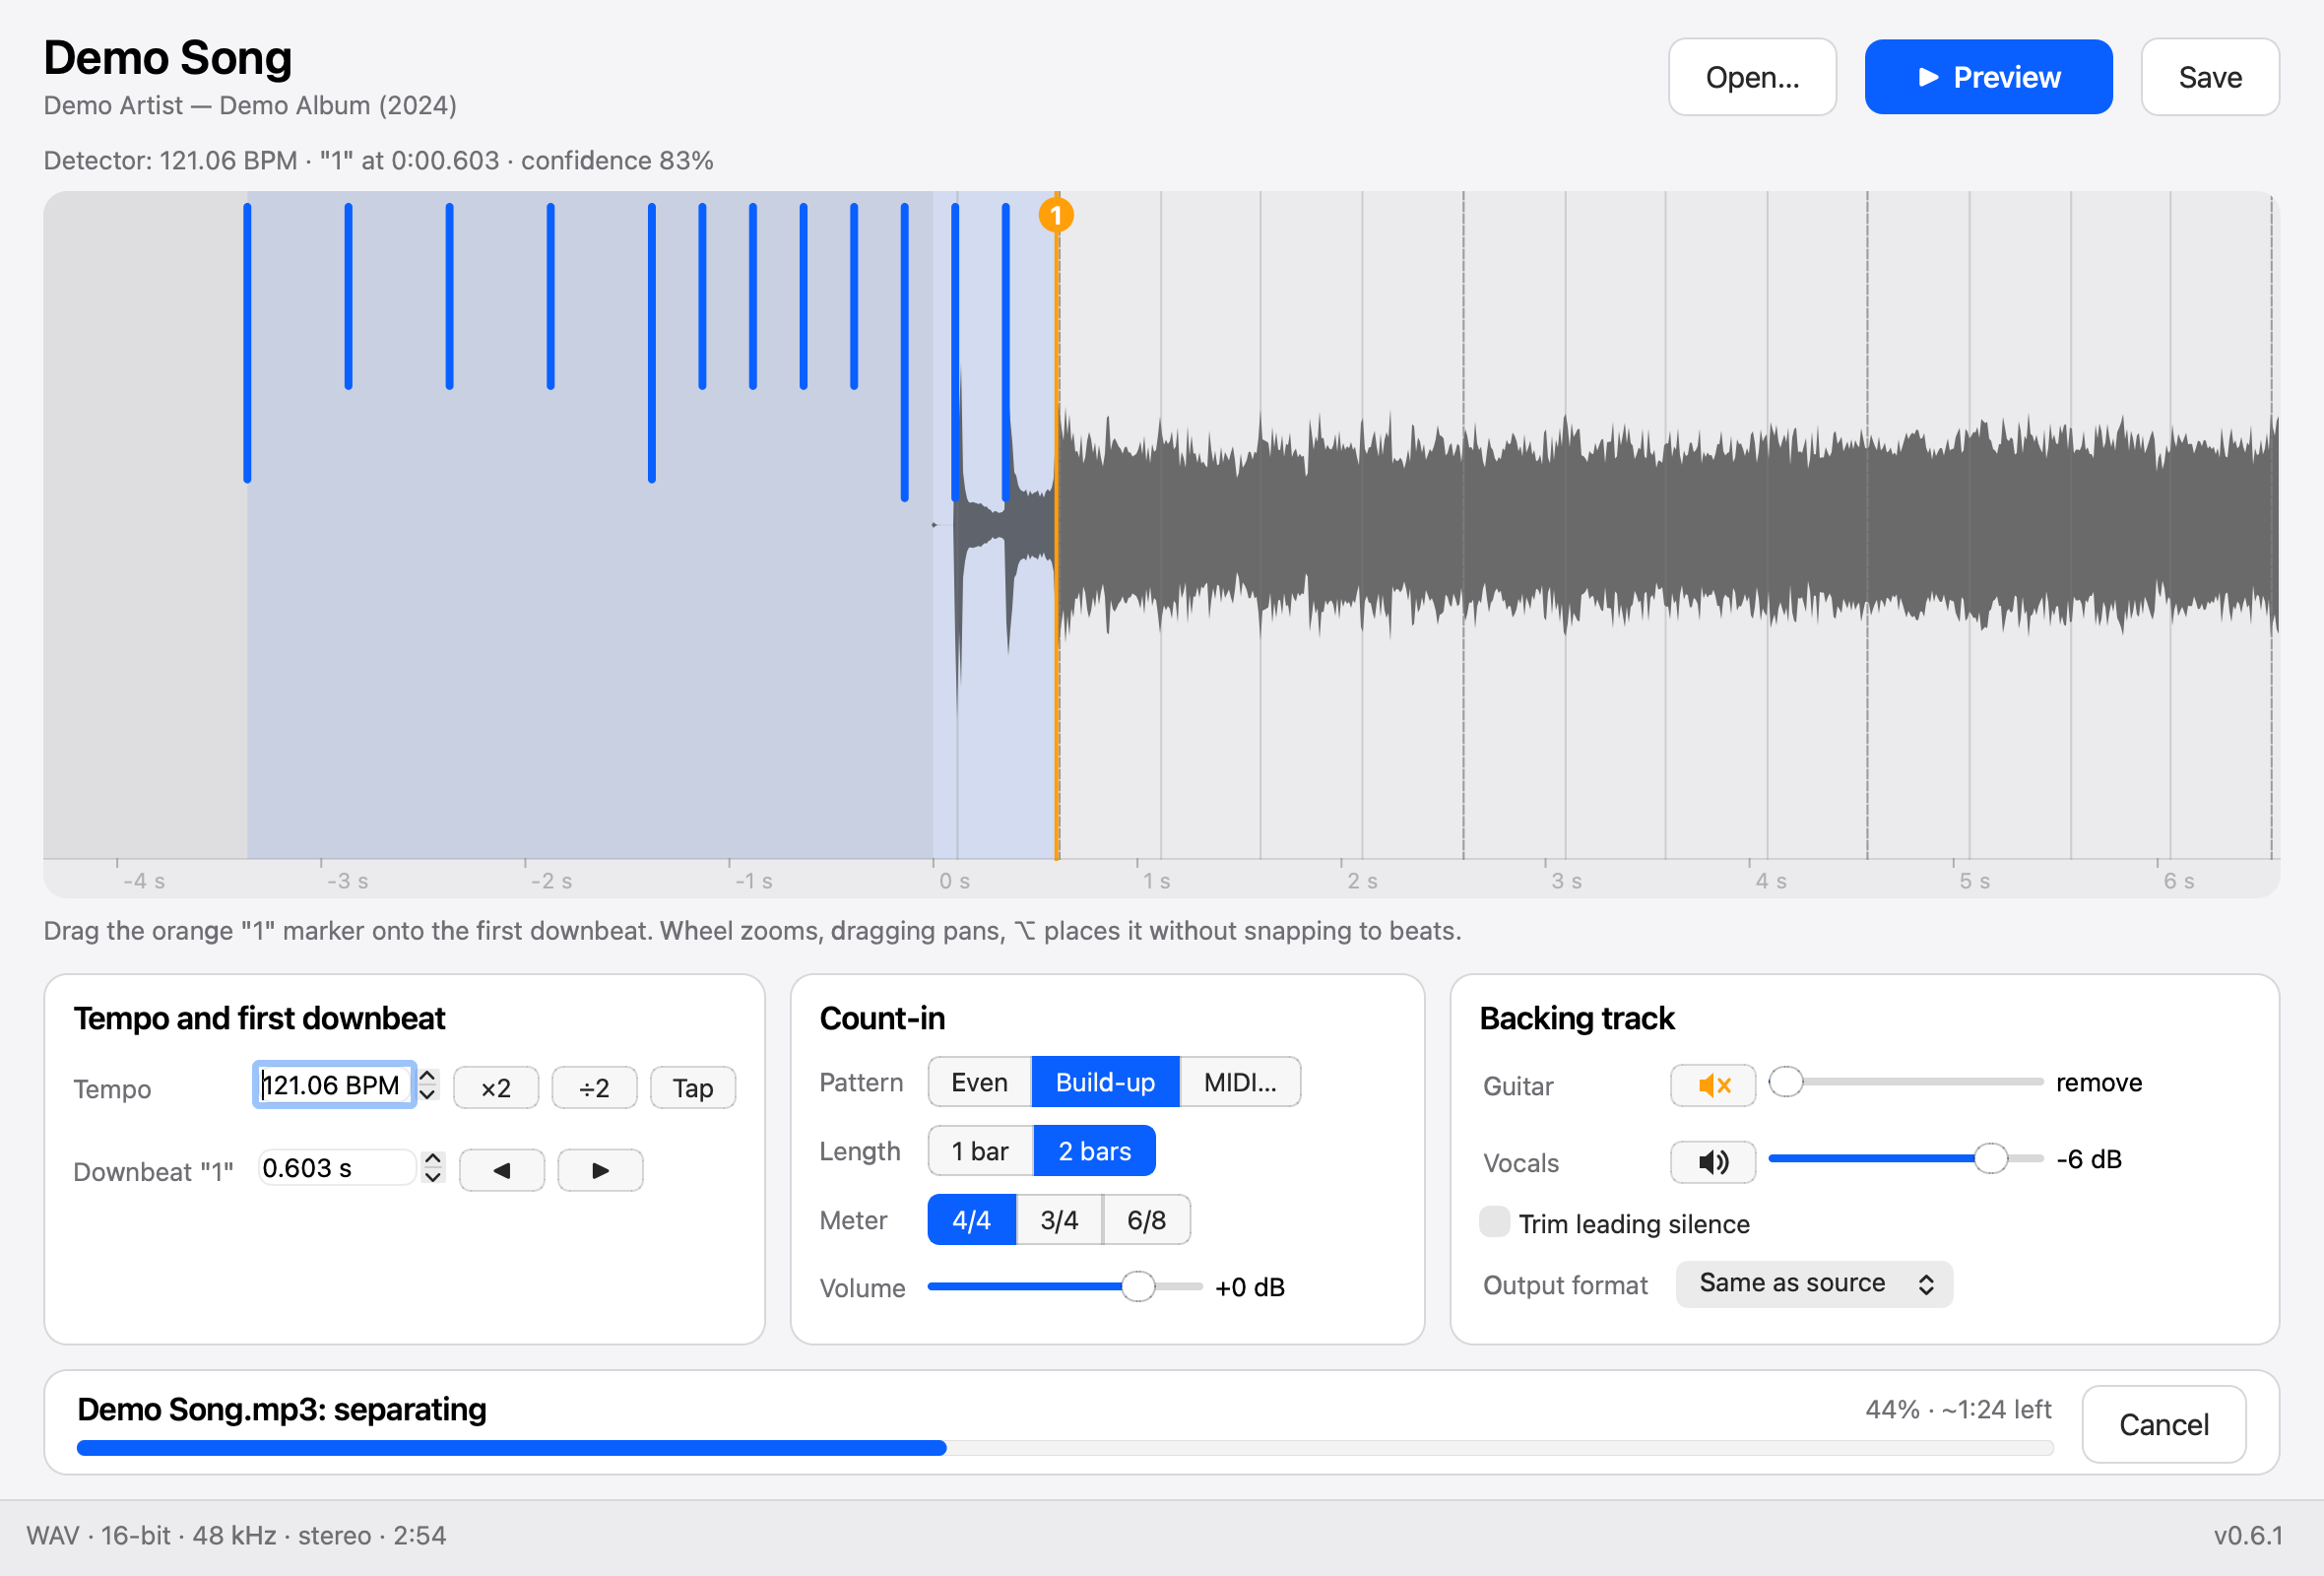 Demo Song
Demo Artist — Demo Album (2024)
Open...
▶ Preview
Save
Detector: 121.06 BPM · "1" at 0:00.603 · confidence 83%
1
-4 s
-3 s
-2 s
-1 s
0 s
1 s
2 s
3 s
4 s
5 s
6 s
Drag the orange "1" marker onto the first downbeat. Wheel zooms, dragging pans, ⌥ places it without snapping to beats.
Tempo and first downbeat
Tempo
121.06 BPM
×2
÷2
Tap
Downbeat "1"
0.603 s
◀
▶
Count-in
Pattern
Even
Build-up
MIDI...
Length
1 bar
2 bars
Meter
4/4
3/4
6/8
Volume
+0 dB
Backing track
Guitar
remove
Vocals
-6 dB
Trim leading silence
Output format
Same as source
Demo Song.mp3: separating
44% · ~1:24 left
Cancel
WAV · 16-bit · 48 kHz · stereo · 2:54
v0.6.1